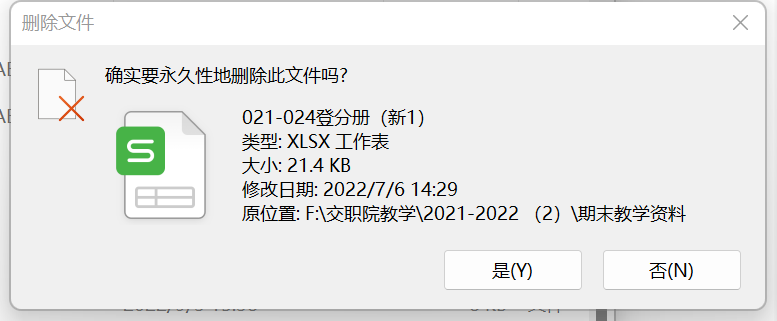 删除文件
确实要永久性地删除此文件吗?
021-024登分册（新1）
类型: XLSX 工作表
大小: 21.4 KB
修改日期: 2022/7/6 14:29
原位置: F:\交职院教学\2021-2022 （2）\期末教学资料
是(Y)
否(N)